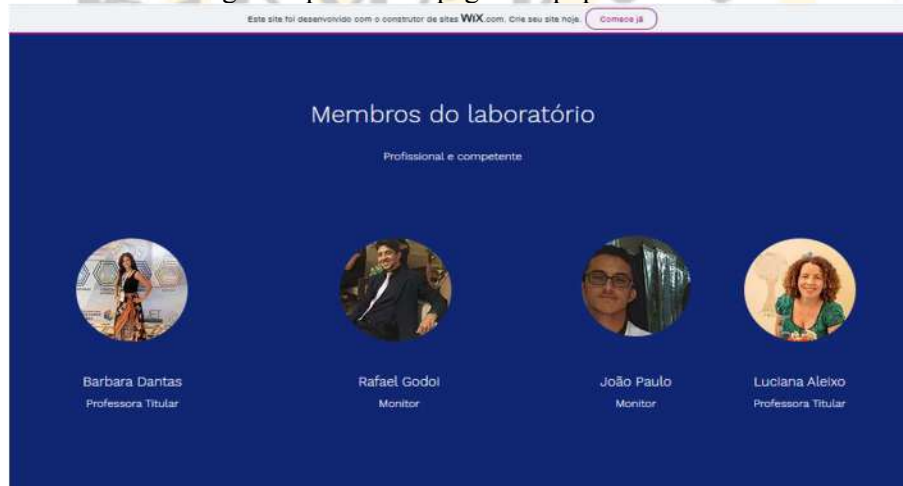 Este site foi desenvolvido com o construtor de sites WiX.com. Crie seu site hoje. Comece já
Membros do laboratório
Profissional e competente
Barbara Dantas
Rafael Godoi
João Paulo
Luciana Aleixo
Professora Titular
Monitor
Monitor
Professora Titular